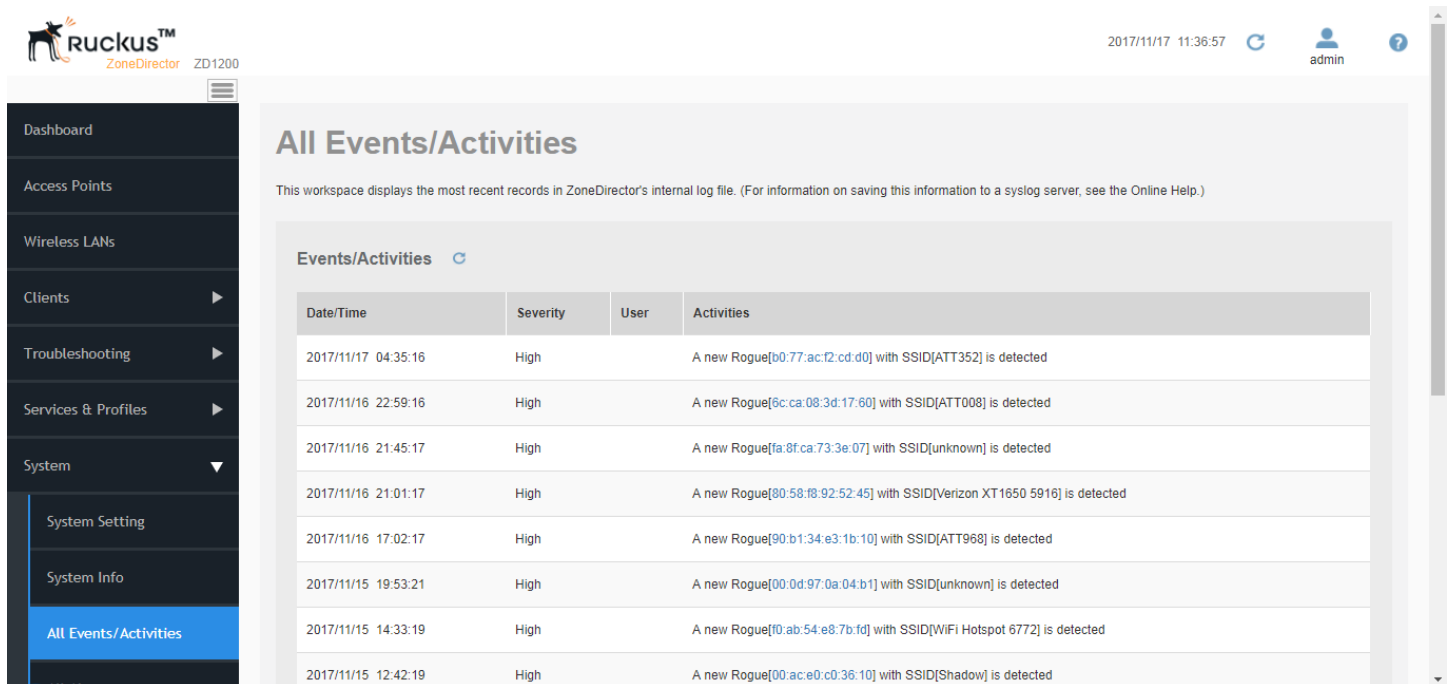 RUCKUS™
ZoneDirector ZD1200
2017/11/17 11:36:57
admin
Dashboard
Access Points
Wireless LANs
Clients
Troubleshooting
Services & Profiles
System
System Setting
System Info
All Events/Activities
All Events/Activities
This workspace displays the most recent records in ZoneDirector's internal log file. (For information on saving this information to a syslog server, see the Online Help.)
Events/Activities
Date/Time Severity User Activities
2017/11/17 04:35:16 High A new Rogue[b0:77:ac:f2:cd:d0] with SSID[ATT352] is detected
2017/11/16 22:59:16 High A new Rogue[6c:ca:08:3d:17:60] with SSID[ATT008] is detected
2017/11/16 21:45:17 High A new Rogue[fa:8f:ca:73:3e:07] with SSID[unknown] is detected
2017/11/16 21:01:17 High A new Rogue[80:58:f8:92:52:45] with SSID[Verizon XT1650 5916] is detected
2017/11/16 17:02:17 High A new Rogue[90:b1:34:e3:1b:10] with SSID[ATT968] is detected
2017/11/15 19:53:21 High A new Rogue[00:0d:97:0a:04:b1] with SSID[unknown] is detected
2017/11/15 14:33:19 High A new Rogue[f0:ab:54:e8:7b:fd] with SSID[WiFi Hotspot 6772] is detected
2017/11/15 12:42:19 High A new Rogue[00:ac:e0:c0:36:10] with SSID[Shadow] is detected